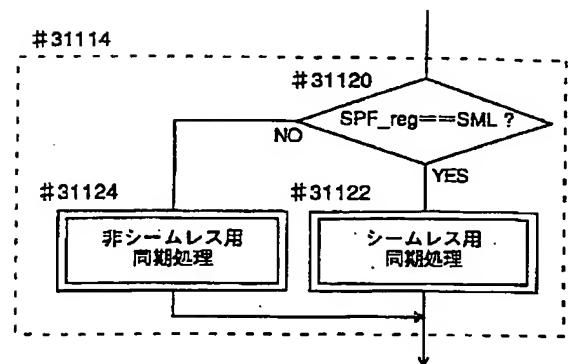 #31114
#31120
SPF_reg==SML ?
NO
YES
#31124
#31122
非シームレス用
同期処理
シームレス用
同期処理